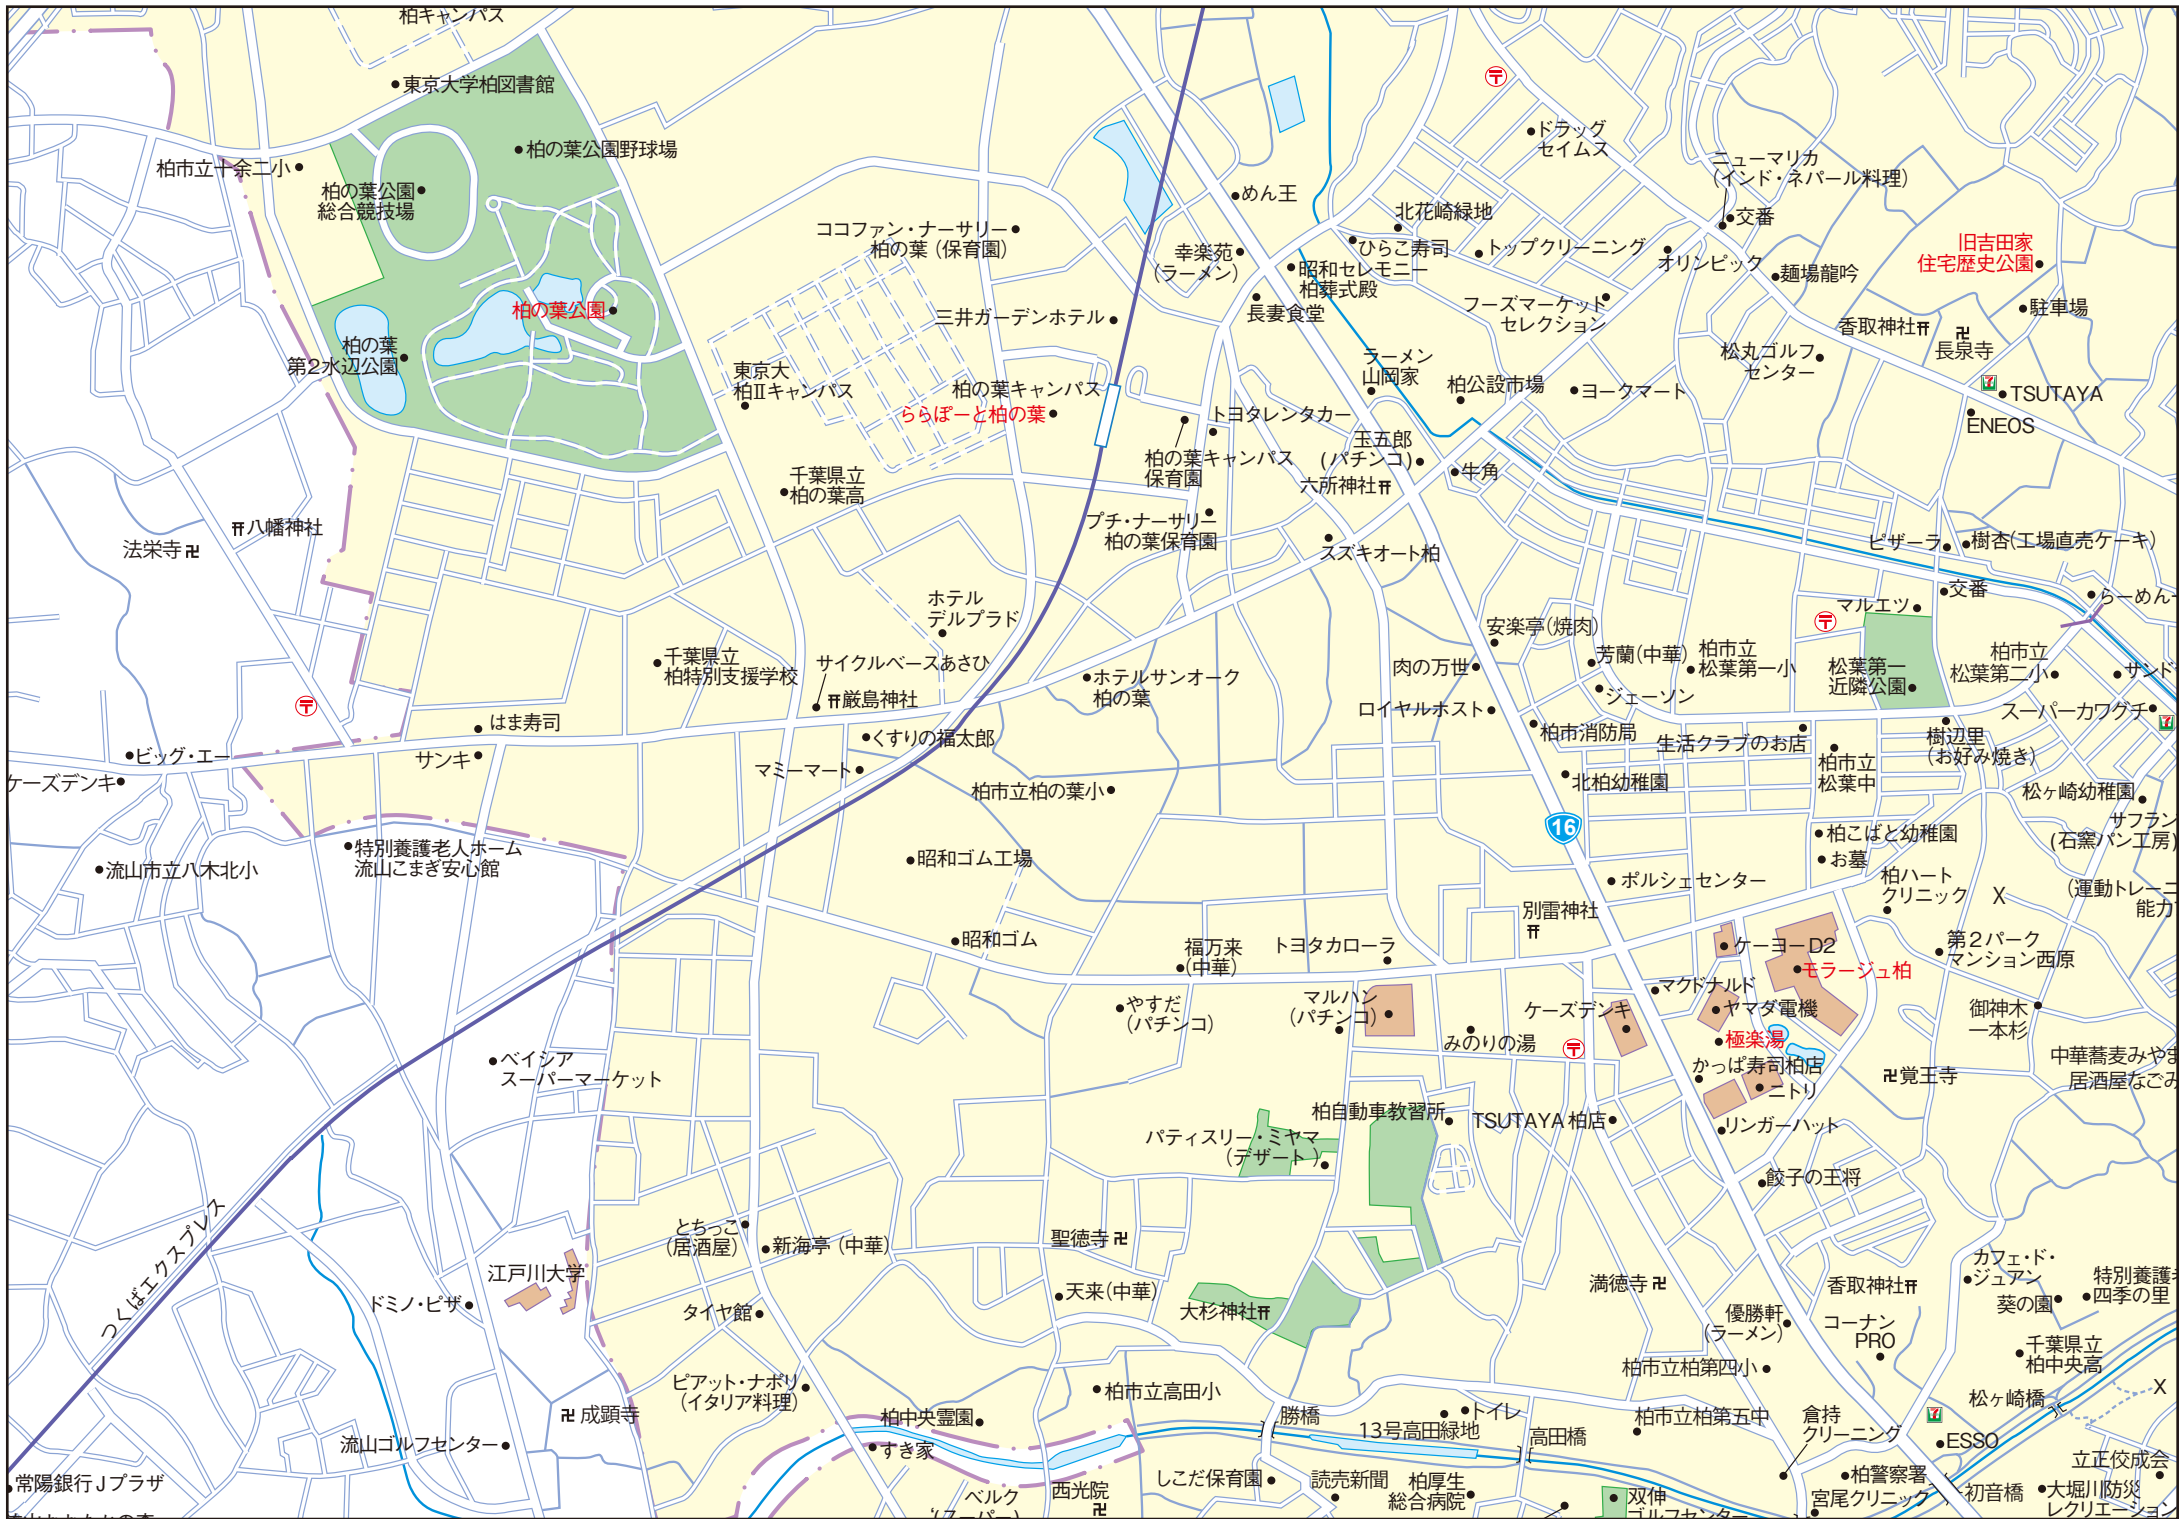 柏キャンパス
東京大学柏図書館
柏の葉公園野球場
柏市立十余二小
柏の葉公園
総合競技場
柏の葉公園
柏の葉
第2水辺公園
ココファン・ナーサリー
柏の葉（保育園）
三井ガーデンホテル
東京大
柏IIキャンパス
柏の葉キャンパス
ららぽーと柏の葉
千葉県立
柏の葉高
めん王
幸楽苑
（ラーメン）
昭和セレモニー
柏葬式殿
長妻食堂
北花崎緑地
ひらこ寿司
トップクリーニング
ドラッグ
セイムス
ニューマリカ
（インド・ネパール料理）
交番
オリンピック
麺場龍吟
フーズマーケット
セレクション
旧吉田家
住宅歴史公園
駐車場
香取神社
長泉寺
松丸ゴルフ
センター
TSUTAYA
ENEOS
ラーメン
山岡家
柏公設市場
ヨークマート
トヨタレンタカー
柏の葉キャンパス
保育園
玉五郎
（パチンコ）
六所神社
牛角
プチ・ナーサリー
柏の葉保育園
スズキオート柏
ピザーラ
樹杏(工場直売ケーキ)
交番
らーめん
マルエツ
法栄寺
八幡神社
ホテル
デルプラド
千葉県立
柏特別支援学校
サイクルベースあさひ
厳島神社
ホテルサンオーク
柏の葉
安楽亭(焼肉)
肉の万世
芳蘭(中華)
柏市立
松葉第一小
ジェーソン
松葉第一
近隣公園
柏市立
松葉第二小
サンド
スーパーカワグチ
ロイヤルホスト
柏市消防局
生活クラブのお店
柏市立
松葉中
樹辺里
（お好み焼き）
はま寿司
サンキ
ビッグ・エー
ケーズデンキ
くすりの福太郎
マミーマート
柏市立柏の葉小
北柏幼稚園
松ヶ崎幼稚園
16
サフラン
(石窯パン工房)
柏こばと幼稚園
お墓
特別養護老人ホーム
流山こまぎ安心館
流山市立八木北小
昭和ゴム工場
ポルシェセンター
柏ハート
クリニック
X
(運動トレーニ
能力
別雷神社
昭和ゴム
福万来
（中華）
トヨタカローラ
ケーヨーD2
モラージュ柏
第2パーク
マンション西原
やすだ
（パチンコ）
マルハン
（パチンコ）
みのりの湯
ケーズデンキ
マクドナルド
ヤマダ電機
極楽湯
御神木
一本杉
ベイシア
スーパーマーケット
かっぱ寿司柏店
ニトリ
覚王寺
中華蕎麦みやま
居酒屋なごみ
柏自動車教習所
TSUTAYA 柏店
リンガーハット
パティスリー・ミヤマ
（デザート）
餃子の王将
つくばエクスプレス
とちっこ
（居酒屋）
新海亭（中華）
聖徳寺
江戸川大学
ドミノ・ピザ
タイヤ館
天来(中華)
大杉神社
満徳寺
香取神社
カフェ・ド・
ジュアン
葵の園
特別養護
四季の里
優勝軒
（ラーメン）
コーナン
PRO
千葉県立
柏中央高
柏市立柏第四小
ピアット・ナポリ
（イタリア料理）
柏市立高田小
松ヶ崎橋
X
成顕寺
柏中央霊園
すき家
勝橋
トイレ
13号高田緑地
高田橋
柏市立柏第五中
倉持
クリーニング
ESSO
流山ゴルフセンター
立正佼成会
常陽銀行Jプラザ
ベルク
西光院
しこだ保育園
読売新聞
柏厚生
総合病院
双伸
ゴルフセンター
柏警察署
宮尾クリニック
初音橋
大堀川防災
レクリエーション